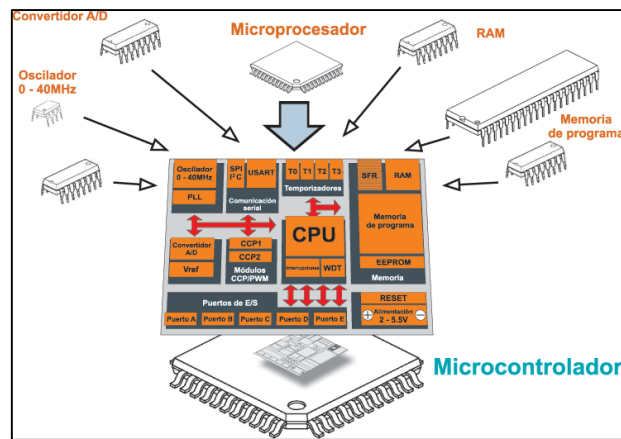 Convertidor A/D
Microprocesador
RAM
Oscilador
0 - 40MHz
Memoria
de programa
Oscilador
0 - 40MHz
PLL
SPI
I²C
USART
Comunicación
serial
T0 T1 T2 T3
Temporizadores
SFR
RAM
Memoria
de programa
EEPROM
Memoria
CPU
Interrupciones
WDT
Convertidor
A/D
Vref
CCP1
CCP2
Módulos
CCP/PWM
Puertos de E/S
Puerto A Puerto B Puerto C Puerto D Puerto E
RESET
Alimentación
2 - 5.5V
Microcontrolador